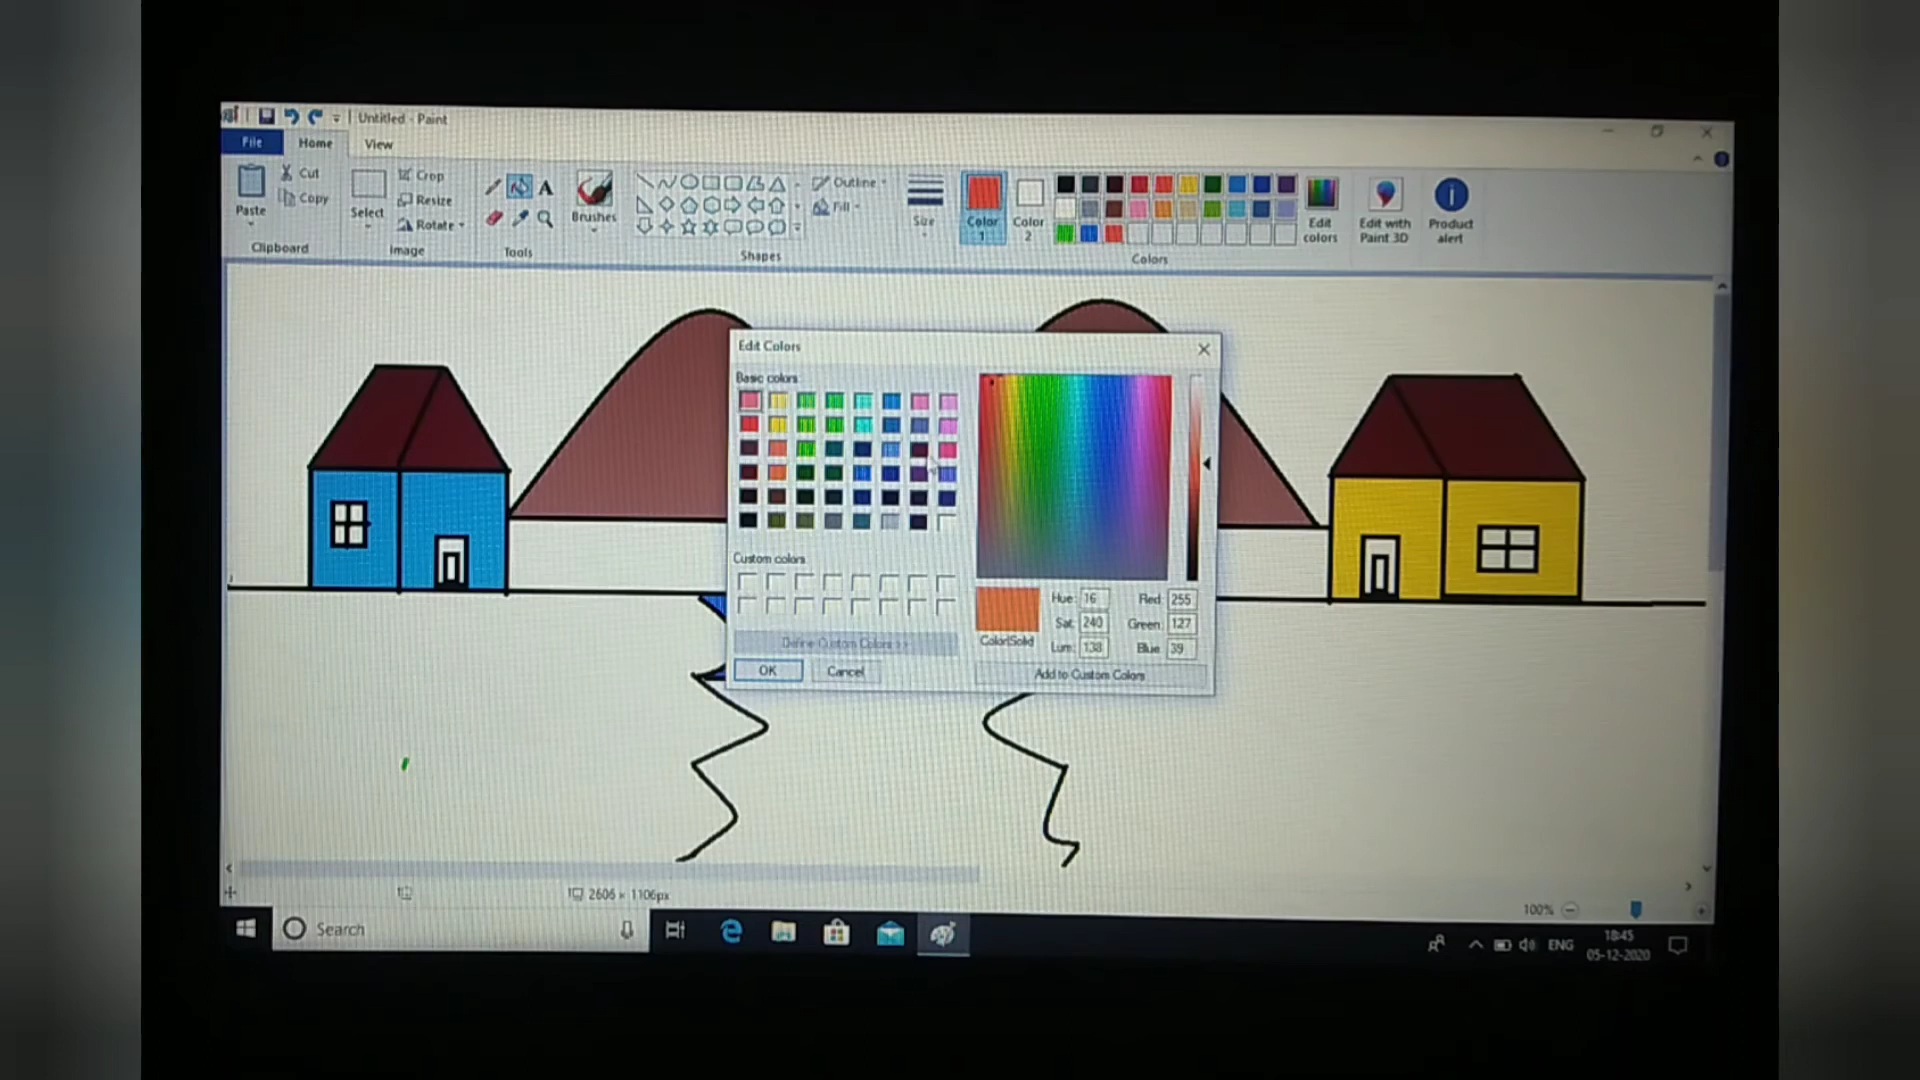 Untitled - Paint
File Home View
Paste
Cut
Copy
Clipboard
Select
Crop
Resize
Rotate
Image
Tools
A
Brushes
Shapes
Outline
Fill
Size
Color 1
Color 2
Colors
Edit colors
Edit with Paint 3D
Product alert
Edit Colors
Basic colors:
Custom colors:
Define Custom Colors >>
OK Cancel
Color|Solid
Hue: 16 Red: 255
Sat: 240 Green: 127
Lum: 138 Blue: 39
Add to Custom Colors
2606 × 1106px
100%
Search
ENG
18:45
05-12-2020